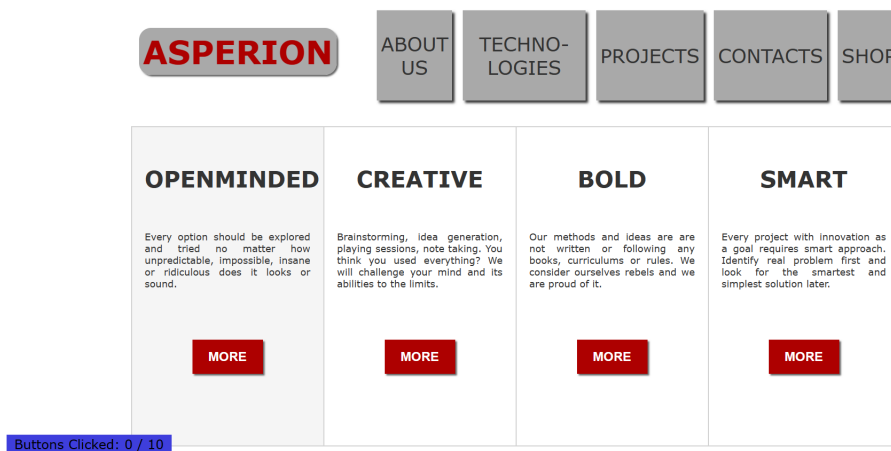 ASPERION
ABOUT
US
TECHNO-
LOGIES
PROJECTS
CONTACTS
SHOP
OPENMINDED
Every option should be explored
and tried no matter how
unpredictable, impossible, insane
or ridiculous does it looks or
sound.
MORE
CREATIVE
Brainstorming, idea generation,
playing sessions, note taking. You
think you used everything? We
will challenge your mind and its
abilities to the limits.
MORE
BOLD
Our methods and ideas are are
not written or following any
books, curriculums or rules. We
consider ourselves rebels and we
are proud of it.
MORE
SMART
Every project with innovation as
a goal requires smart approach.
Identify real problem first and
look for the smartest and
simplest solution later.
MORE
Buttons Clicked: 0 / 10